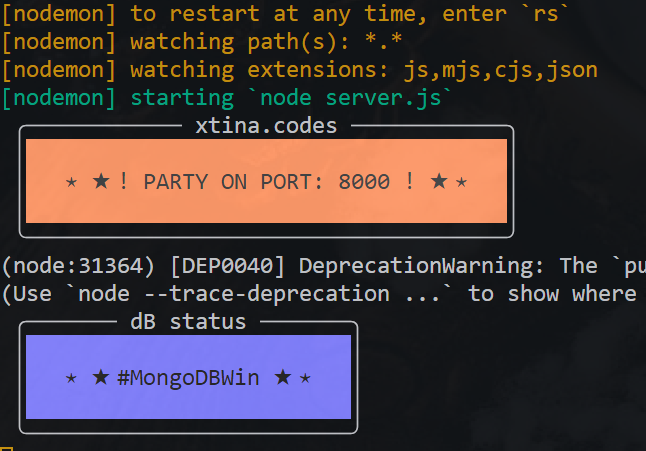 [nodemon] to restart at any time, enter `rs`
[nodemon] watching path(s): *.*
[nodemon] watching extensions: js,mjs,cjs,json
[nodemon] starting `node server.js`
xtina.codes
⋆ ★ ! PARTY ON PORT: 8000 ! ★ ⋆
(node:31364) [DEP0040] DeprecationWarning: The `pu
(Use `node --trace-deprecation ...` to show where
dB status
⋆ ★ #MongoDBWin ★ ⋆